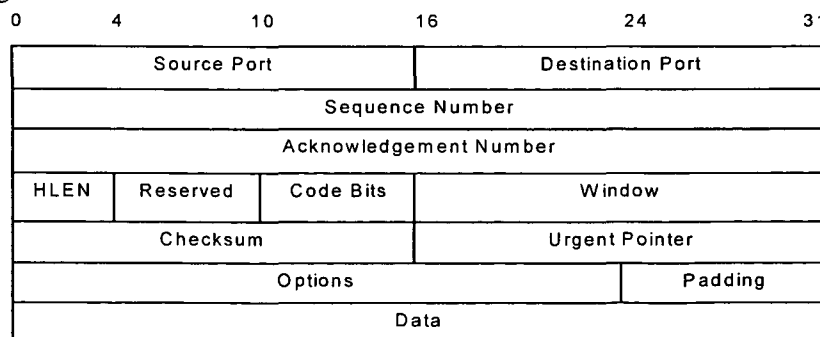 0 4 10 16 24 31
Source Port Destination Port
Sequence Number
Acknowledgement Number
HLEN Reserved Code Bits Window
Checksum Urgent Pointer
Options Padding
Data